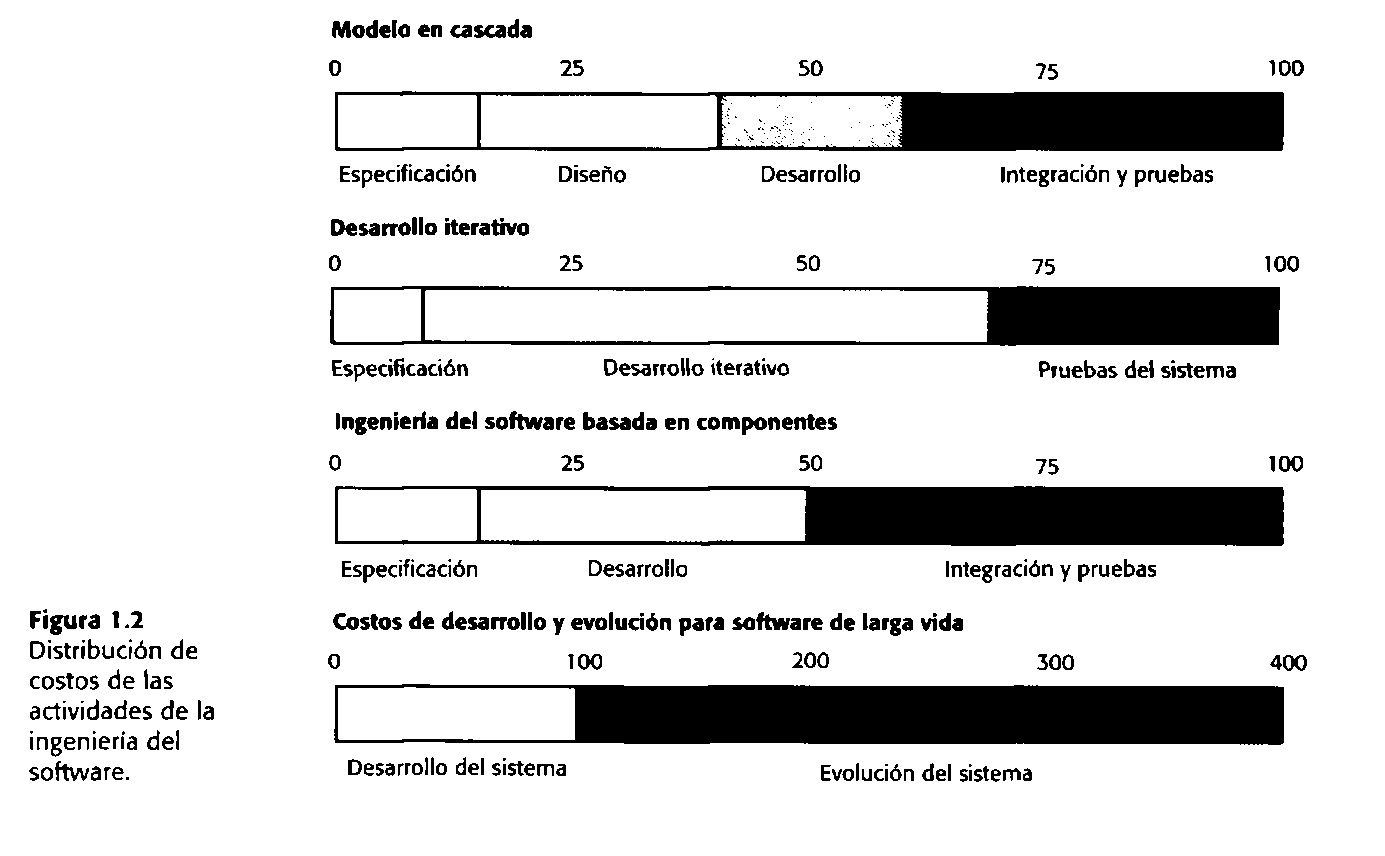 Modelo en cascada
0 25 50 75 100
Especificación Diseño Desarrollo Integración y pruebas
Desarrollo iterativo
0 25 50 75 100
Especificación Desarrollo iterativo Pruebas del sistema
Ingeniería del software basada en componentes
0 25 50 75 100
Especificación Desarrollo Integración y pruebas
Figura 1.2
Distribución de
costos de las
actividades de la
ingeniería del
software.
Costos de desarrollo y evolución para software de larga vida
0 100 200 300 400
Desarrollo del sistema Evolución del sistema